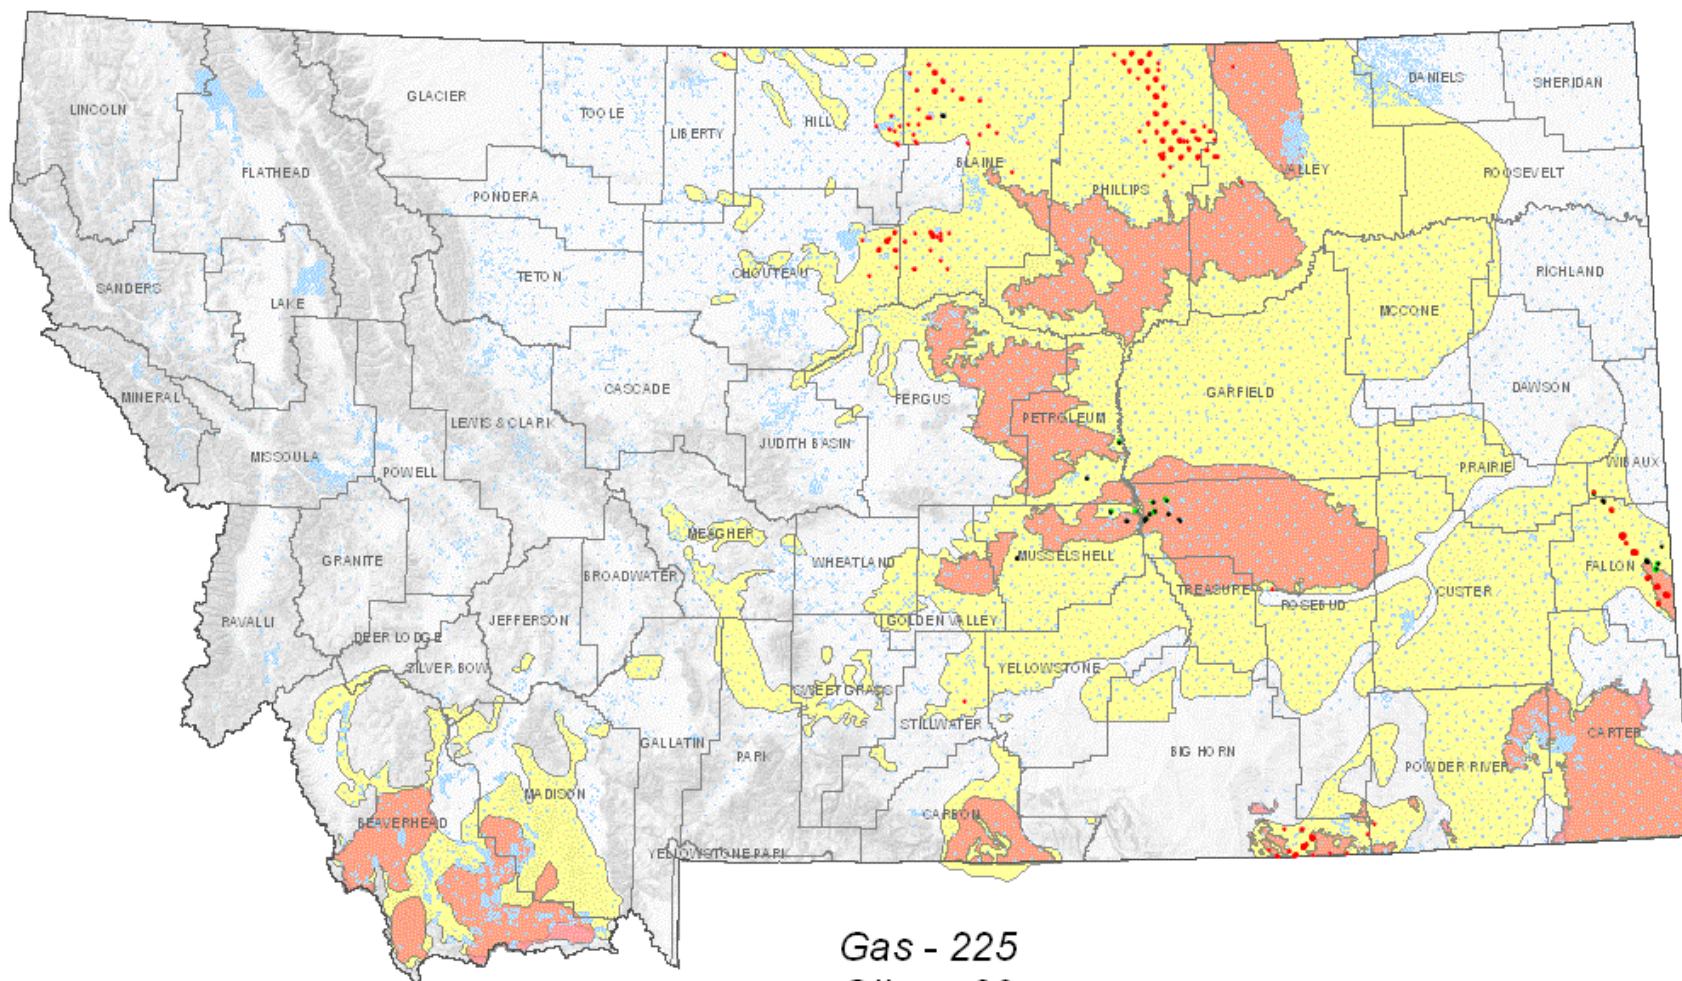 LINCOLN
GLACIER
TOOLE
LIBERTY
HILL
BLAINE
PHILLIPS
VALLEY
DANIELS
SHERIDAN
ROOSEVELT
FLATHEAD
PONDERA
TETON
CHOUTEAU
RICHLAND
SANDERS
LAKE
MCCONE
MINERAL
CASCADE
FERGUS
GARFIELD
DAWSON
LEWIS & CLARK
JUDITH BASIN
PETROLEUM
MISSOULA
POWELL
PRAIRIE
WIBAUX
MEAGHER
GRANITE
WHEATLAND
MUSSELSHELL
BROADWATER
TREASURE
ROSEBUD
CUSTER
FALLON
RAVALLI
DEER LODGE
JEFFERSON
GOLDEN VALLEY
SILVER BOW
YELLOWSTONE
SWEET GRASS
STILLWATER
GALLATIN
PARK
BIG HORN
POWDER RIVER
CARTER
MADISON
BEAVERHEAD
CARBON
YELLOWSTONE PARK
Gas - 225